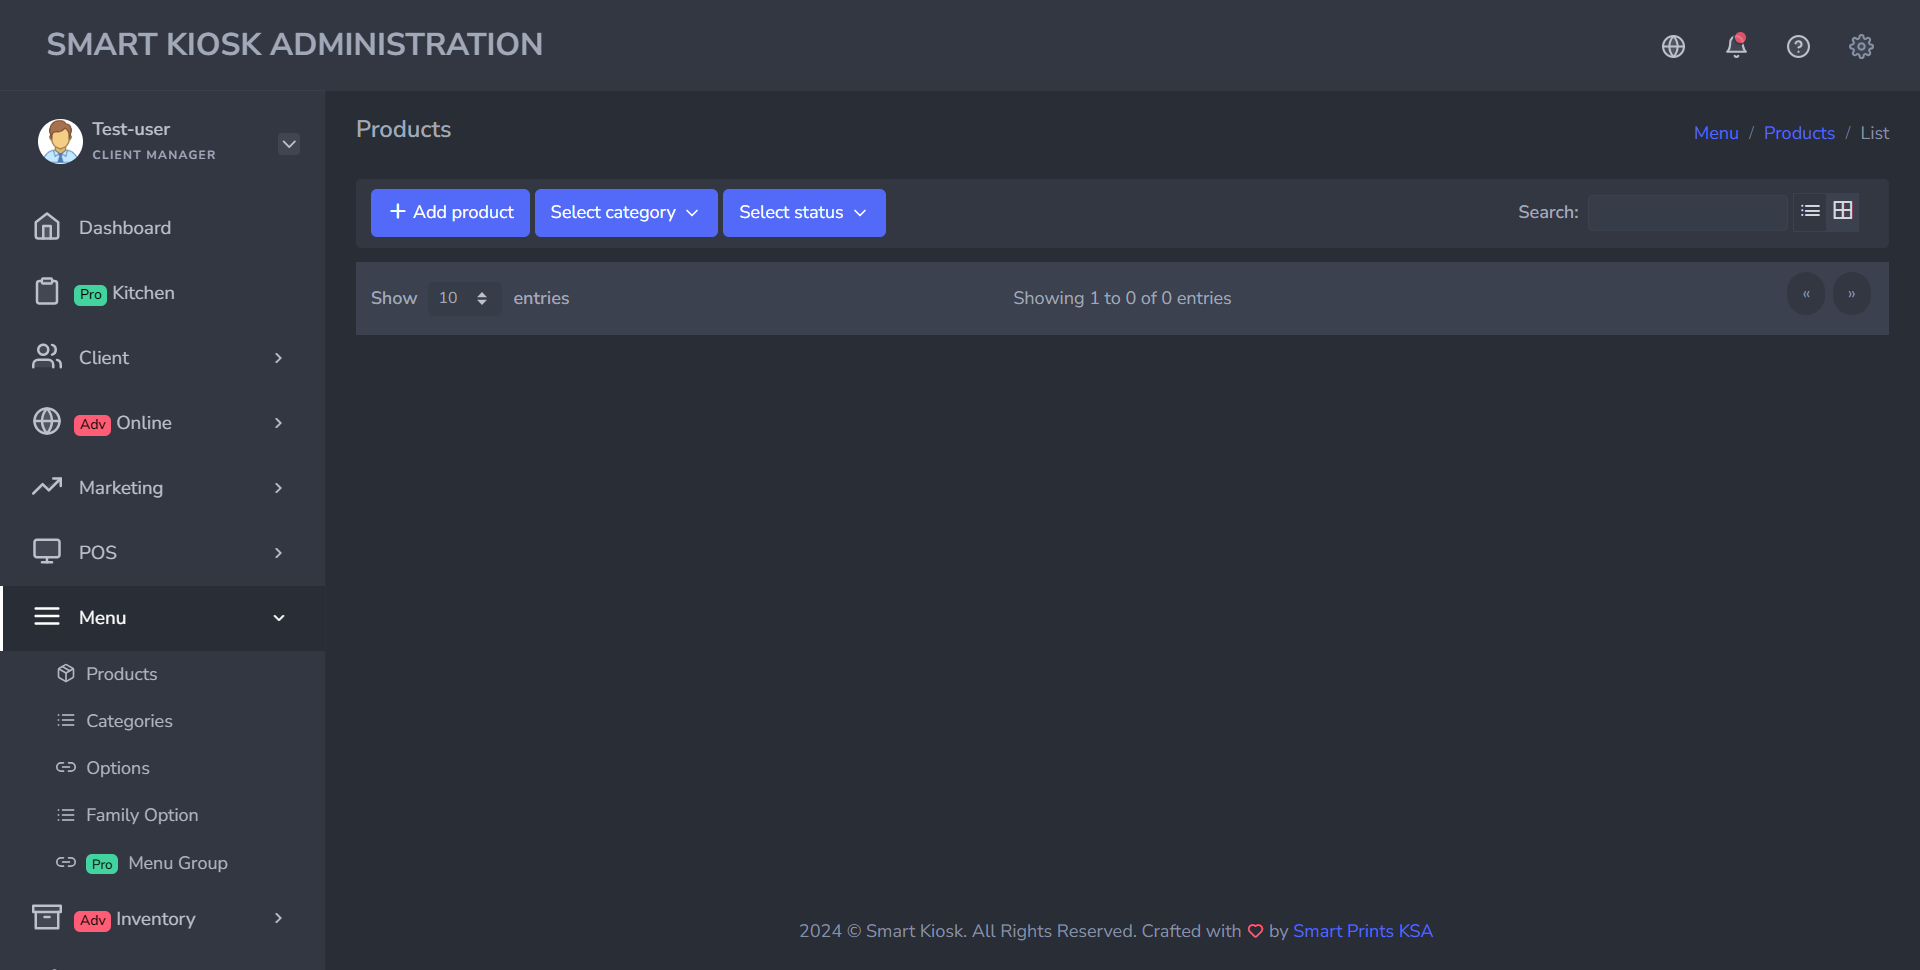 SMART KIOSK ADMINISTRATION
Test-user
CLIENT MANAGER
Dashboard
Pro Kitchen
Client
Adv Online
Marketing
POS
Menu
Products
Categories
Options
Family Option
Pro Menu Group
Adv Inventory
Products
Menu / Products / List
+ Add product Select category Select status Search:
Show 10 entries Showing 1 to 0 of 0 entries « »
2024 © Smart Kiosk. All Rights Reserved. Crafted with ♡ by Smart Prints KSA